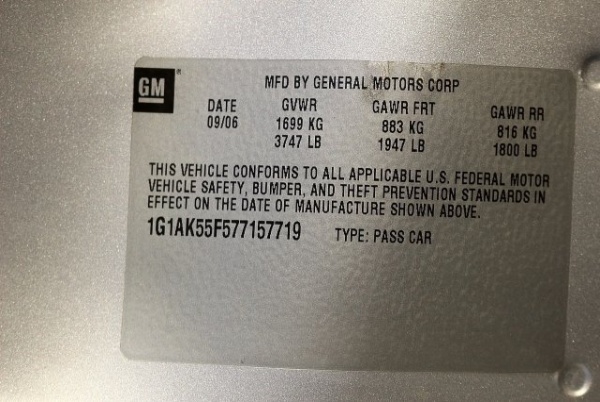 GM
MFD BY GENERAL MOTORS CORP
DATE GVWR GAWR FRT GAWR RR
09/06 1699 KG 883 KG 816 KG
3747 LB 1947 LB 1800 LB
THIS VEHICLE CONFORMS TO ALL APPLICABLE U.S. FEDERAL MOTOR
VEHICLE SAFETY, BUMPER, AND THEFT PREVENTION STANDARDS IN
EFFECT ON THE DATE OF MANUFACTURE SHOWN ABOVE.
1G1AK55F577157719 TYPE: PASS CAR